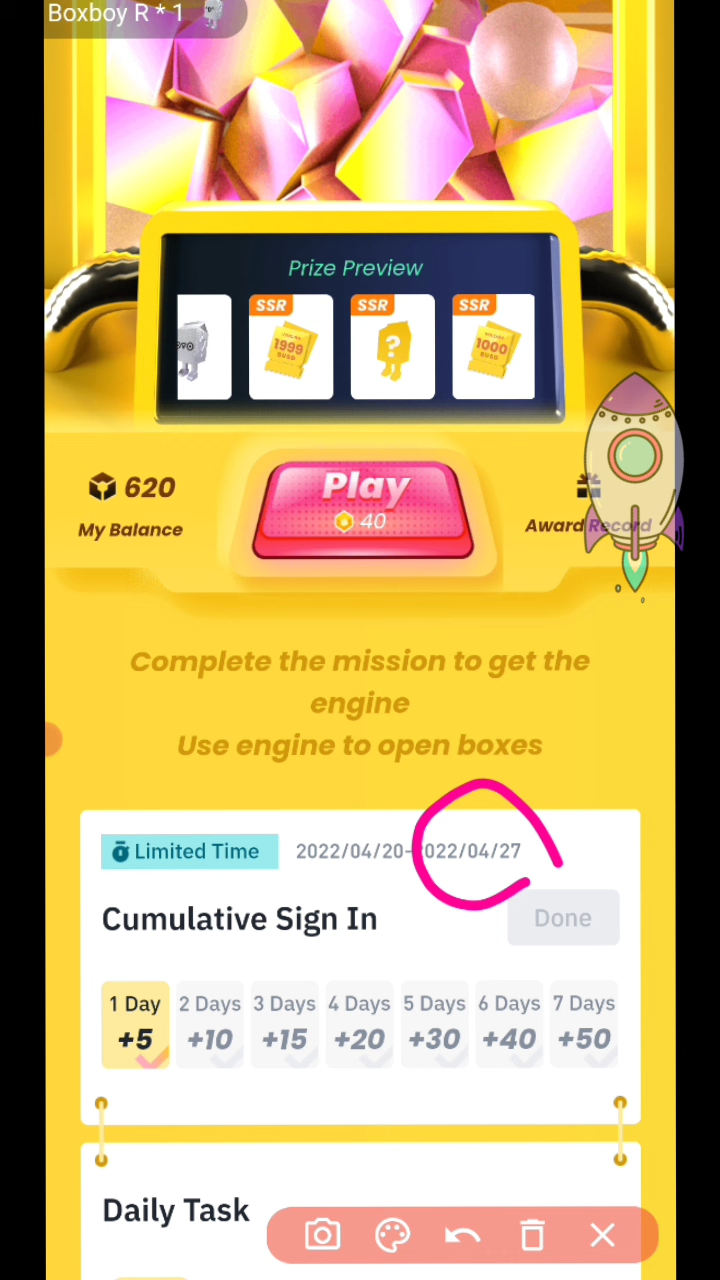 Boxboy R * 1
Prize Preview
SSR
SSR
SSR
1999
BUSD
?
1000
BUSD
620
My Balance
Play
40
Award Record
Complete the mission to get the
engine
Use engine to open boxes
Limited Time
2022/04/20-2022/04/27
Cumulative Sign In
Done
1 Day
2 Days
3 Days
4 Days
5 Days
6 Days
7 Days
+5
+10
+15
+20
+30
+40
+50
Daily Task